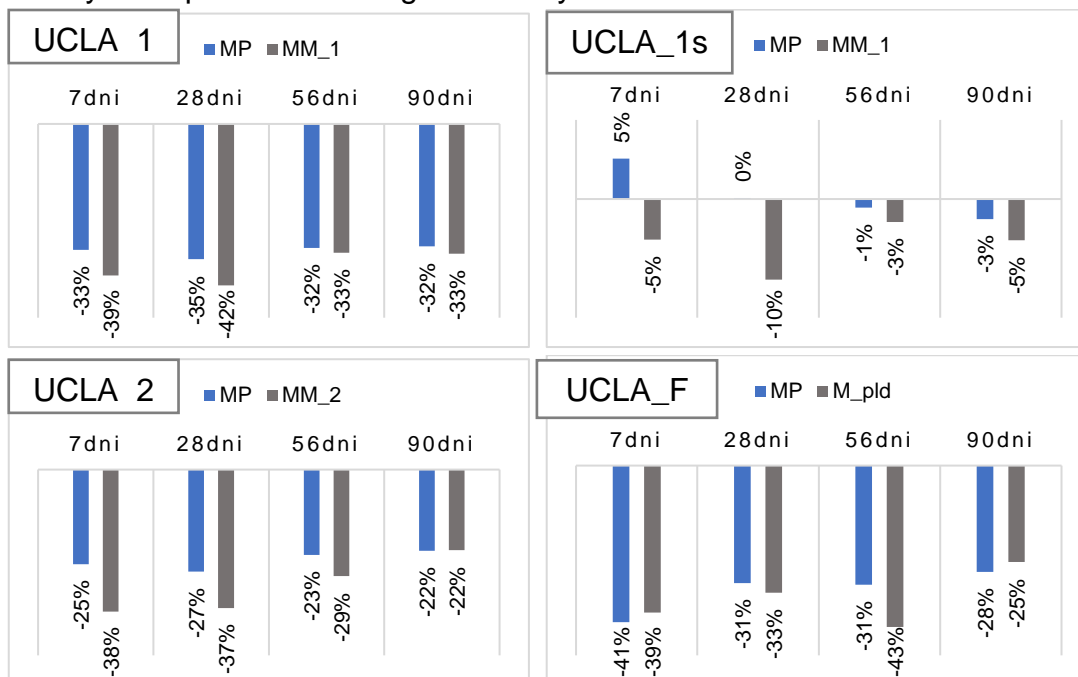 UCLA 1
MP MM_1
7dni 28dni 56dni 90dni
-33% -39% -35% -42% -32% -33% -32% -33%
UCLA_1s
MP MM_1
7dni 28dni 56dni 90dni
5% -5% 0% -10% -1% -3% -3% -5%
UCLA 2
MP MM_2
7dni 28dni 56dni 90dni
-25% -38% -27% -37% -23% -29% -22% -22%
UCLA_F
MP M_pld
7dni 28dni 56dni 90dni
-41% -39% -31% -33% -31% -43% -28% -25%